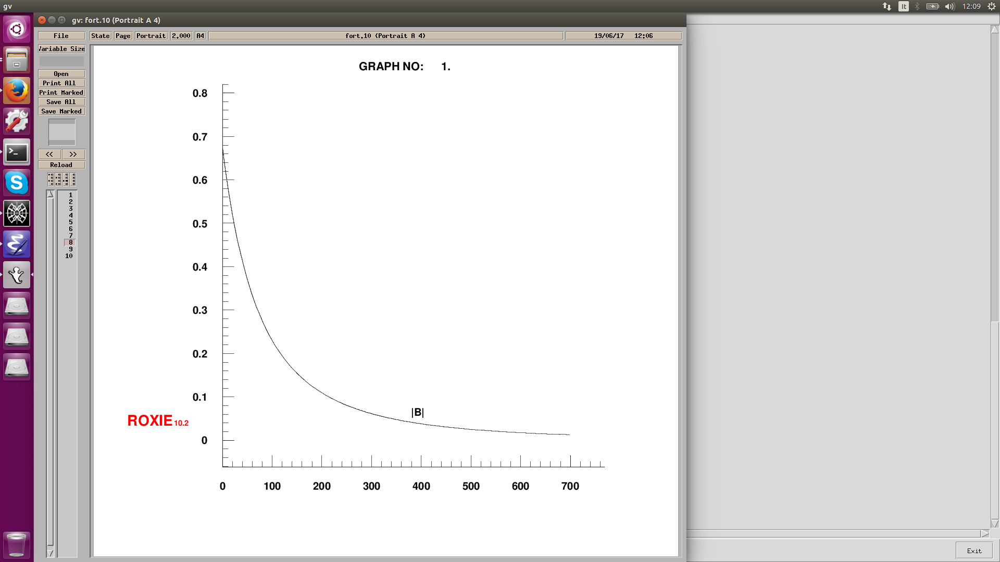 gv
It
12:09
gv: fort.10 (Portrait A 4)
File
State
Page
Portrait
2.000
A4
fort.10 (Portrait A 4)
19/06/17 12:06
Variable Size
Open
Print All
Print Marked
Save All
Save Marked
<< >>
Reload
1
2
3
4
5
6
7
8
9
10
GRAPH NO: 1.
0.8
0.7
0.6
0.5
0.4
0.3
0.2
0.1
0
|B|
ROXIE 10.2
0 100 200 300 400 500 600 700
Exit